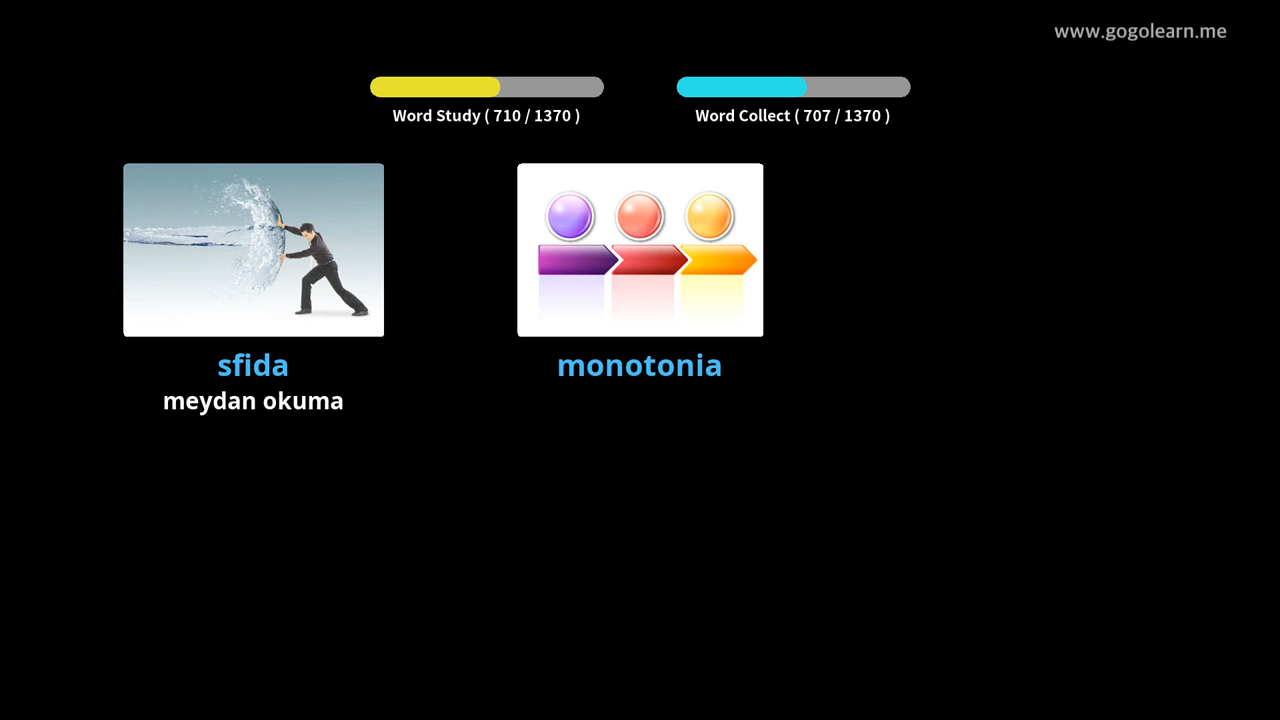 www.gogolearn.me
Word Study ( 710 / 1370 )
Word Collect ( 707 / 1370 )
sfida
meydan okuma
monotonia